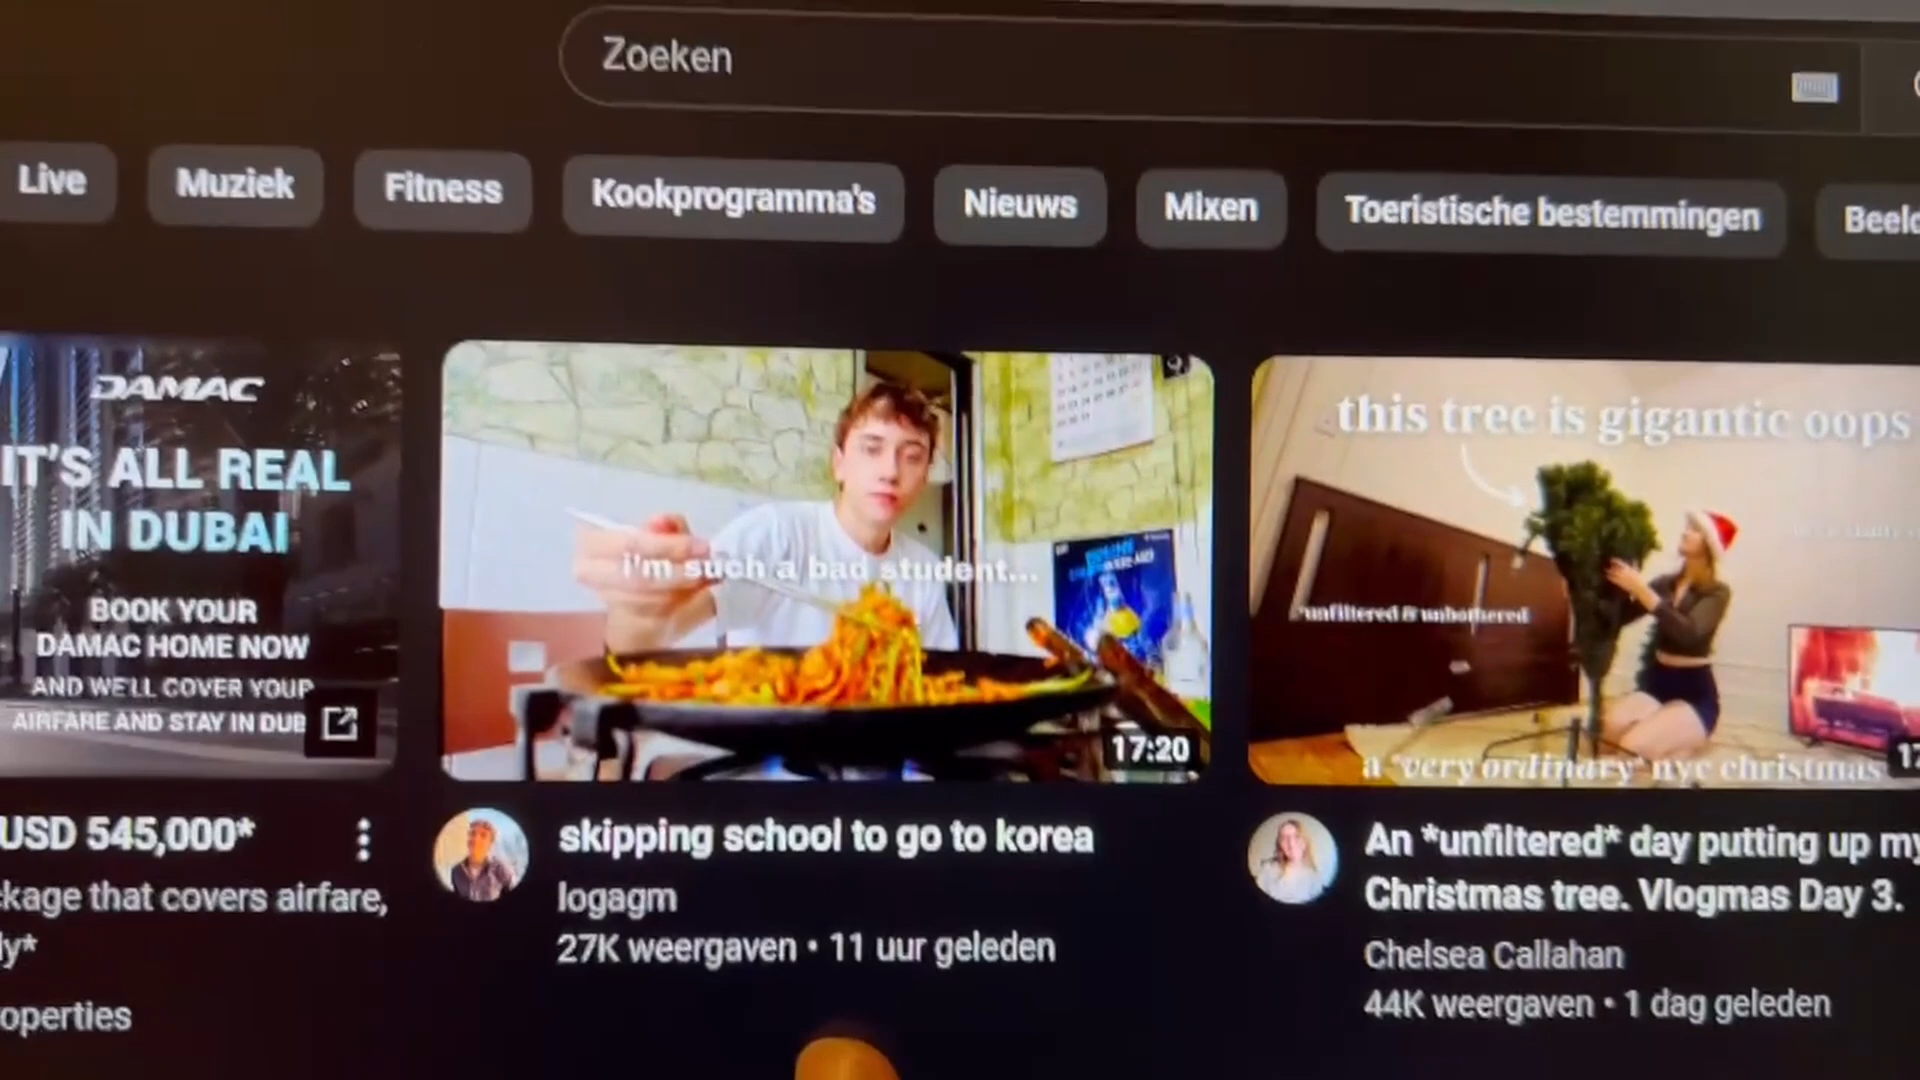 Zoeken
Live
Muziek
Fitness
Kookprogramma's
Nieuws
Mixen
Toeristische bestemmingen
DAMAC
IT'S ALL REAL
IN DUBAI
BOOK YOUR
DAMAC HOME NOW
AND WE'LL COVER YOUR
AIRFARE AND STAY IN
USD 545,000*
that covers airfare,
i'm such a bad student...
17:20
skipping school to go to korea
logagm
27K weergaven • 11 uur geleden
this tree is gigantic oops
*unfiltered & unbothered
a *very ordinary* nyc christmas
An *unfiltered* day putting up my
Christmas tree. Vlogmas Day 3.
Chelsea Callahan
44K weergaven • 1 dag geleden